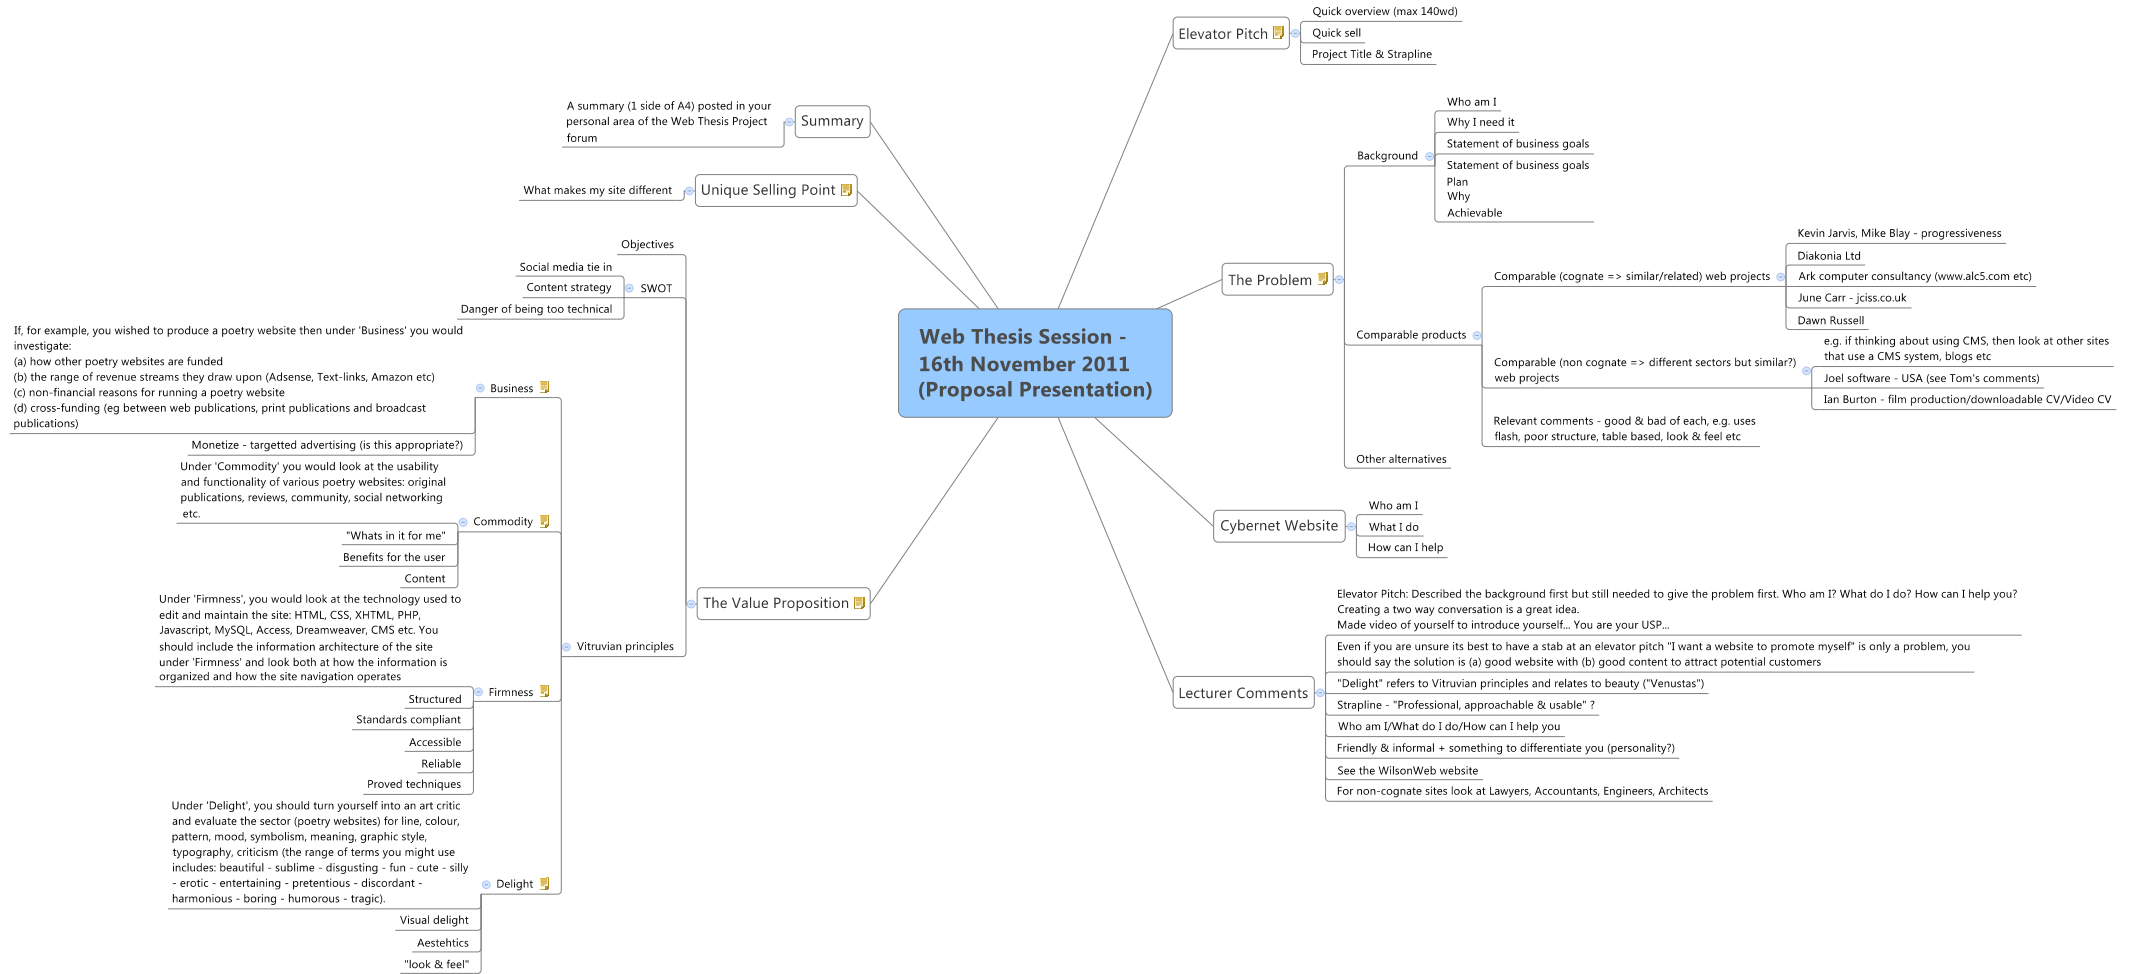 Web Thesis Session -
16th November 2011
(Proposal Presentation)
Elevator Pitch
Quick overview (max 140wd)
Quick sell
Project Title & Strapline
The Problem
Background
Who am I
Why I need it
Statement of business goals
Statement of business goals
Plan
Why
Achievable
Comparable products
Comparable (cognate => similar/related) web projects
Kevin Jarvis, Mike Blay - progressiveness
Diakonia Ltd
Ark computer consultancy (www.alc5.com etc)
June Carr - jciss.co.uk
Dawn Russell
Comparable (non cognate => different sectors but similar?)
web projects
e.g. if thinking about using CMS, then look at other sites
that use a CMS system, blogs etc
Joel software - USA (see Tom's comments)
Ian Burton - film production/downloadable CV/Video CV
Relevant comments - good & bad of each, e.g. uses
flash, poor structure, table based, look & feel etc
Other alternatives
Cybernet Website
Who am I
What I do
How can I help
Lecturer Comments
Elevator Pitch: Described the background first but still needed to give the problem first. Who am I? What do I do? How can I help you?
Creating a two way conversation is a great idea.
Made video of yourself to introduce yourself... You are your USP...
Even if you are unsure its best to have a stab at an elevator pitch "I want a website to promote myself" is only a problem, you
should say the solution is (a) good website with (b) good content to attract potential customers
"Delight" refers to Vitruvian principles and relates to beauty ("Venustas")
Strapline - "Professional, approachable & usable" ?
Who am I/What do I do/How can I help you
Friendly & informal + something to differentiate you (personality?)
See the WilsonWeb website
For non-cognate sites look at Lawyers, Accountants, Engineers, Architects
Summary
A summary (1 side of A4) posted in your
personal area of the Web Thesis Project
forum
Unique Selling Point
What makes my site different
The Value Proposition
Objectives
SWOT
Social media tie in
Content strategy
Danger of being too technical
Vitruvian principles
Business
If, for example, you wished to produce a poetry website then under 'Business' you would
investigate:
(a) how other poetry websites are funded
(b) the range of revenue streams they draw upon (Adsense, Text-links, Amazon etc)
(c) non-financial reasons for running a poetry website
(d) cross-funding (eg between web publications, print publications and broadcast
publications)
Monetize - targetted advertising (is this appropriate?)
Commodity
Under 'Commodity' you would look at the usability
and functionality of various poetry websites: original
publications, reviews, community, social networking
etc.
"Whats in it for me"
Benefits for the user
Content
Firmness
Under 'Firmness', you would look at the technology used to
edit and maintain the site: HTML, CSS, XHTML, PHP,
Javascript, MySQL, Access, Dreamweaver, CMS etc. You
should include the information architecture of the site
under 'Firmness' and look both at how the information is
organized and how the site navigation operates
Structured
Standards compliant
Accessible
Reliable
Proved techniques
Delight
Under 'Delight', you should turn yourself into an art critic
and evaluate the sector (poetry websites) for line, colour,
pattern, mood, symbolism, meaning, graphic style,
typography, criticism (the range of terms you might use
includes: beautiful - sublime - disgusting - fun - cute - silly
- erotic - entertaining - pretentious - discordant -
harmonious - boring - humorous - tragic).
Visual delight
Aestehtics
"look & feel"